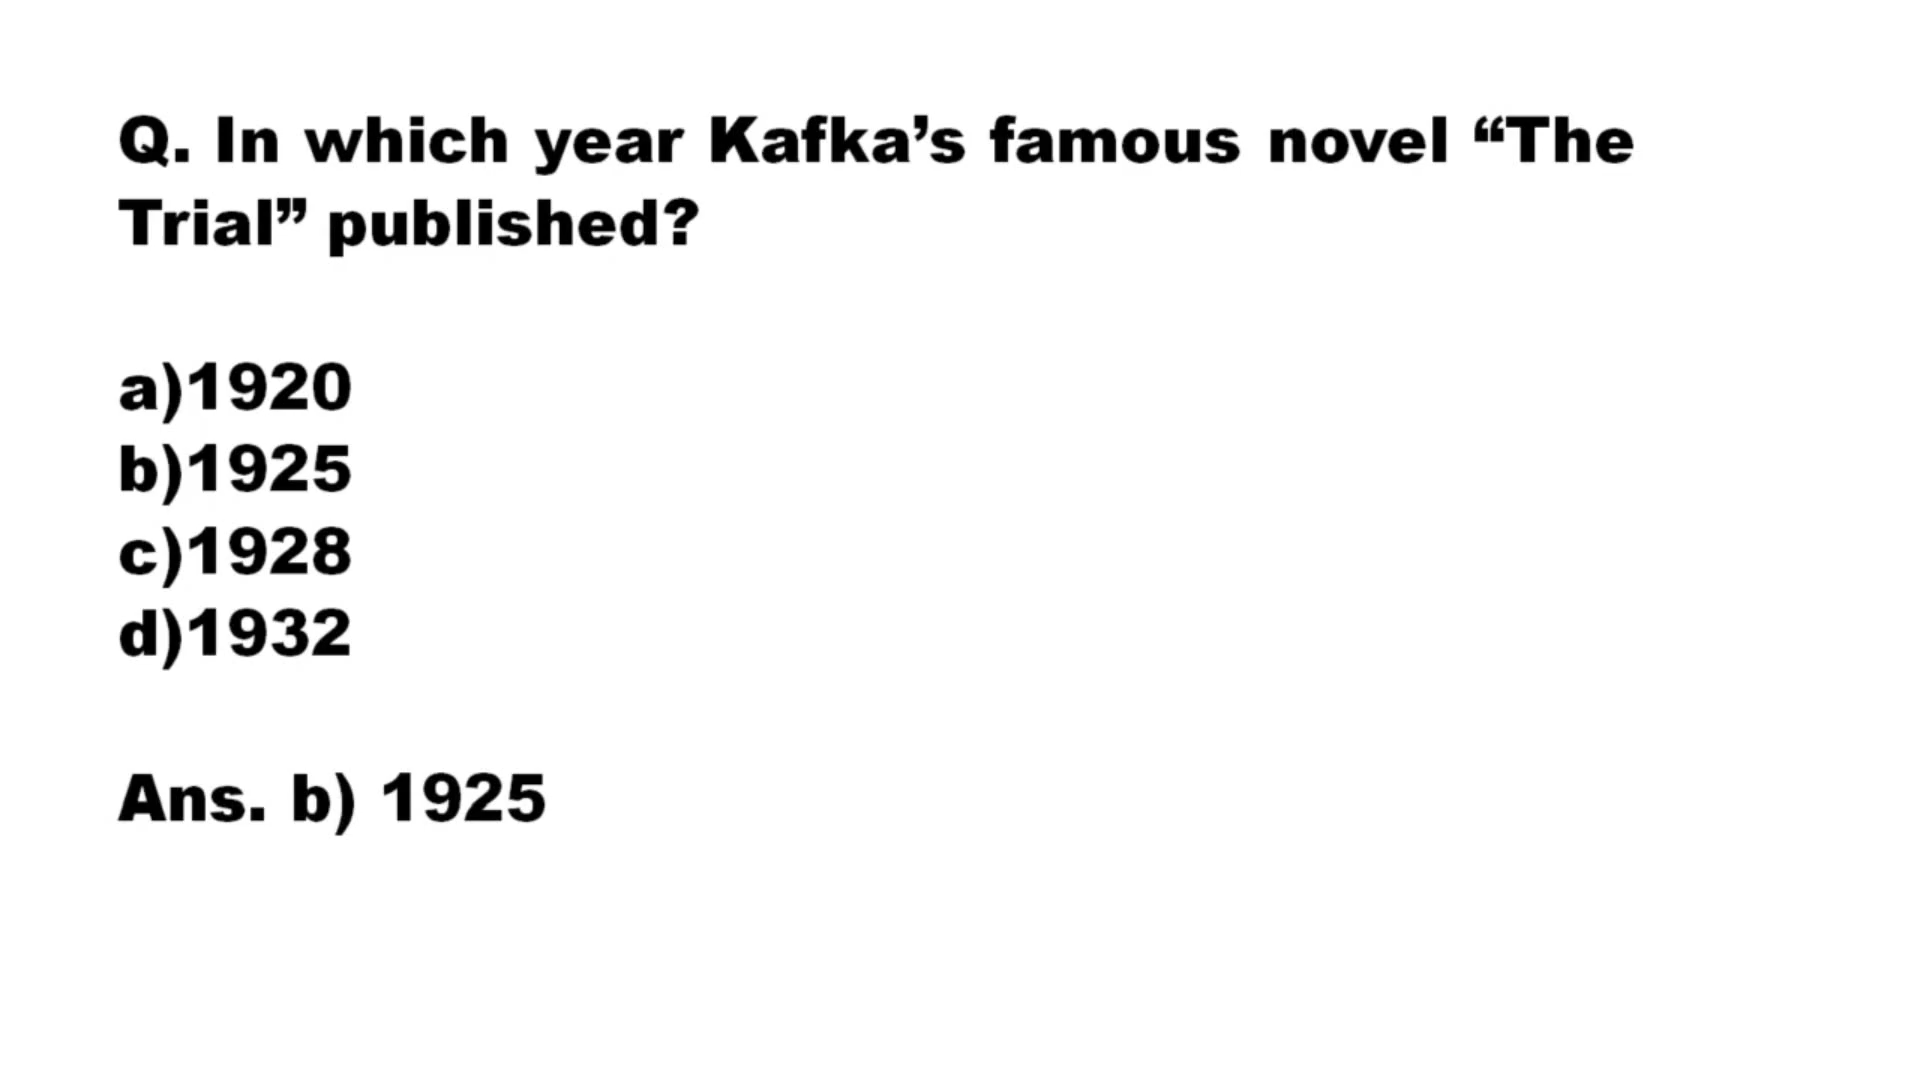 Q. In which year Kafka’s famous novel “The
Trial” published?
a)1920
b)1925
c)1928
d)1932
Ans. b) 1925